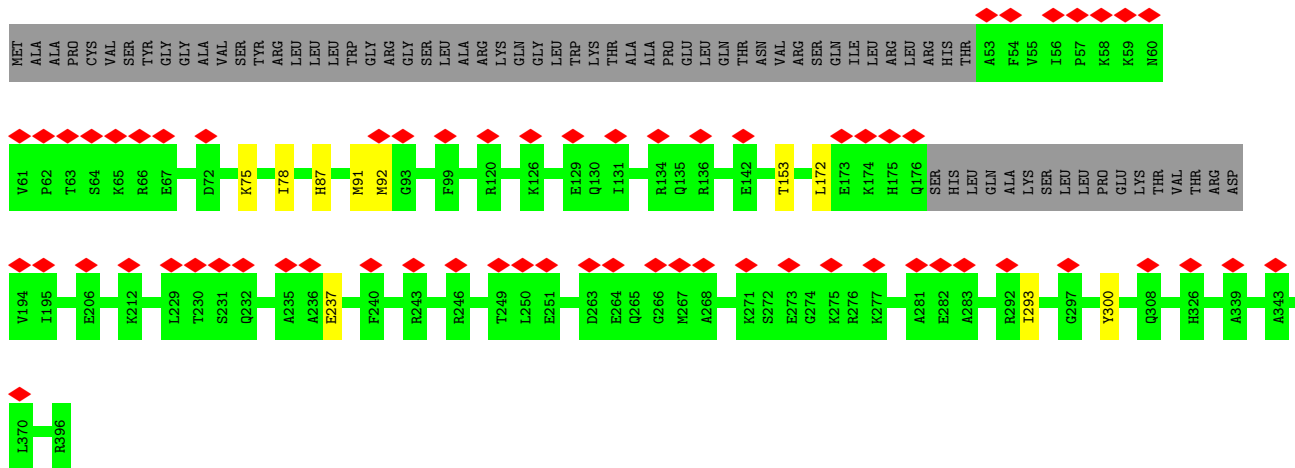 MET ALA ALA PRO CYS VAL SER TYR GLY GLY ALA VAL SER TYR ARG LEU LEU LEU TRP GLY ARG GLY SER LEU ALA ARG LYS GLN GLY LEU TRP LYS THR ALA ALA PRO GLU LEU GLN THR ASN VAL ARG SER GLN ILE LEU ARG LEU ARG HIS THR A53 F54 V55 I56 P57 K58 K59 N60
V61 P62 T63 S64 K65 R66 E67 D72 K75 I78 H87 M91 M92 G93 F99 R120 K126 E129 Q130 I131 R134 Q135 R136 E142 T153 L172 E173 K174 H175 Q176 SER HIS LEU GLN ALA LYS SER LEU LEU PRO GLU LYS THR VAL THR ARG ASP
V194 I195 E206 K212 L229 T230 S231 Q232 A235 A236 E237 F240 R243 R246 T249 L250 E251 D263 E264 Q265 G266 M267 A268 K271 S272 E273 G274 K275 R276 K277 A281 E282 A283 R292 I293 G297 Y300 Q308 H326 A339 A343
L370 R396